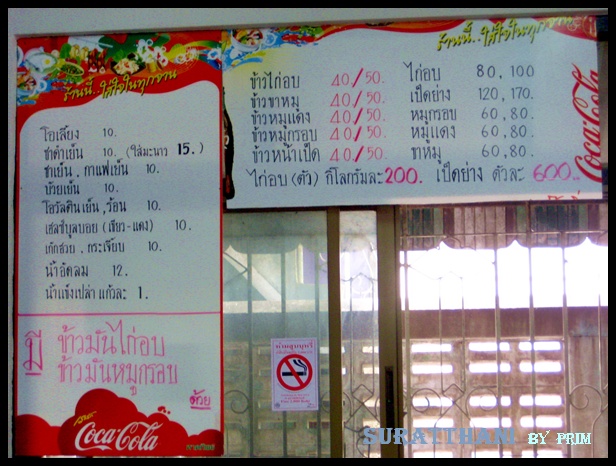 ร้านนี้.. ใส่ใจในทุกจาน
โอเลี้ยง 10.
ชาดำเย็น 10. (ใส่มะนาว 15.)
ชาเย็น, กาแฟเย็น 10.
บ๊วยเย็น 10.
โอวัลตินเย็น, ร้อน 10.
เฮลซ์บลูบอย (เขียว-แดง) 10.
เก๊กฮวย, กระเจี๊ยบ 10.
น้ำอัดลม 12.
น้ำแข็งเปล่า แก้วละ 1.
มี ข้าวมันไก่อบ
ข้าวมันหมูกรอบ
ด้วย
Coca-Cola
ร้านนี้.. ใส่ใจในทุกจาน
ข้าวไก่อบ 40/50. ไก่อบ 80, 100
ข้าวขาหมู 40/50. เป็ดย่าง 120, 170.
ข้าวหมูแดง 40/50. หมูกรอบ 60, 80.
ข้าวหมูกรอบ 40/50. หมูแดง 60, 80.
ข้าวหน้าเป็ด 40/50. ขาหมู 60, 80.
ไก่อบ (ตัว) กิโลกรัมละ 200. เป็ดย่าง ตัวละ 600.-
Coca-Cola
ห้ามสูบบุหรี่
SURATTHANI BY PRIM